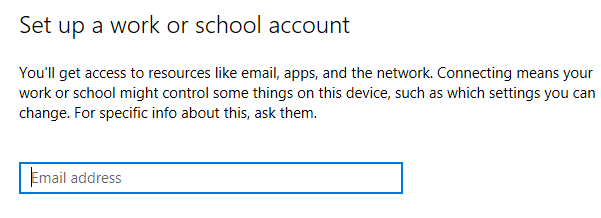 Set up a work or school account
You'll get access to resources like email, apps, and the network. Connecting means your
work or school might control some things on this device, such as which settings you can
change. For specific info about this, ask them.
Email address